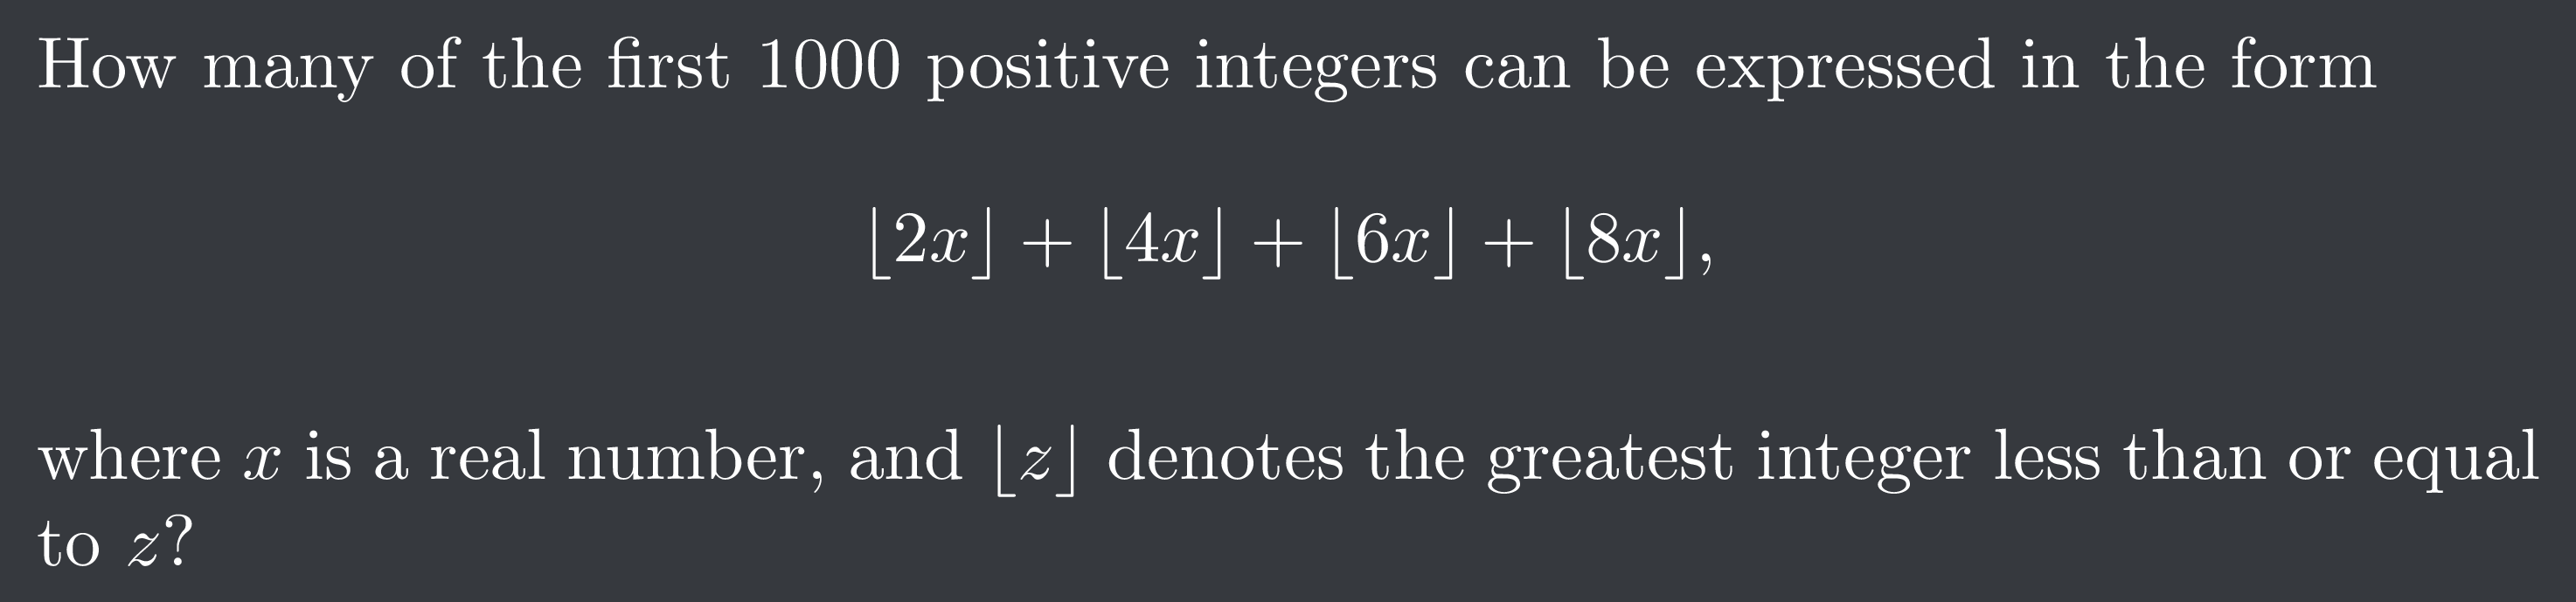 How many of the first 1000 positive integers can be expressed in the form
⌊2x⌋ + ⌊4x⌋ + ⌊6x⌋ + ⌊8x⌋,
where x is a real number, and ⌊z⌋ denotes the greatest integer less than or equal
to z?